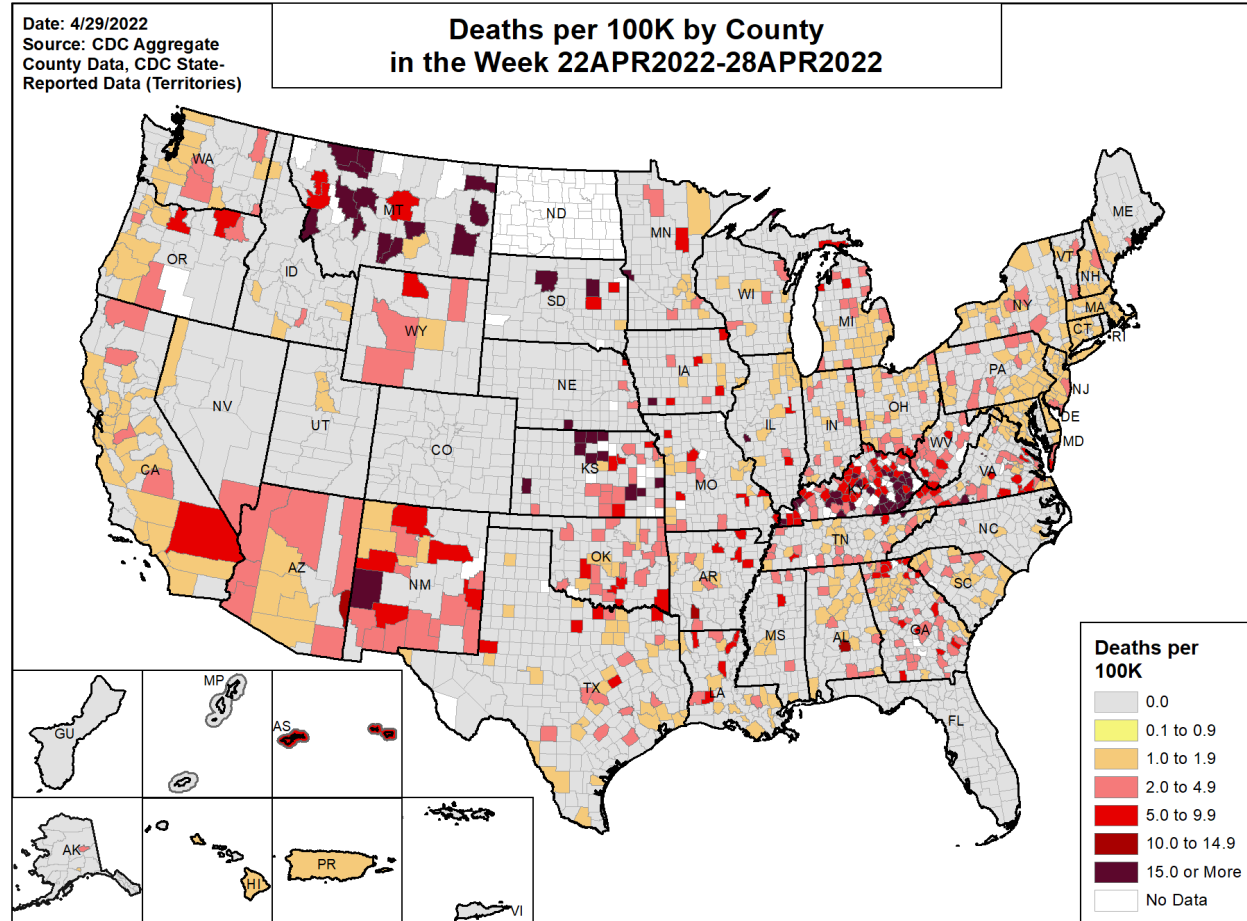 Date: 4/29/2022
Source: CDC Aggregate
County Data, CDC State-
Reported Data (Territories)
Deaths per 100K by County
in the Week 22APR2022-28APR2022
WA
MT
ND
MN
ME
OR
ID
SD
WI
MI
VT
NH
NY
MA
CT
RI
WY
IA
NE
PA
NJ
NV
UT
CO
IL
IN
OH
DE
MD
WV
VA
CA
KS
MO
KY
AZ
NM
OK
AR
TN
NC
SC
MS
AL
GA
TX
LA
FL
GU
MP
AS
AK
HI
PR
VI
Deaths per
100K
0.0
0.1 to 0.9
1.0 to 1.9
2.0 to 4.9
5.0 to 9.9
10.0 to 14.9
15.0 or More
No Data